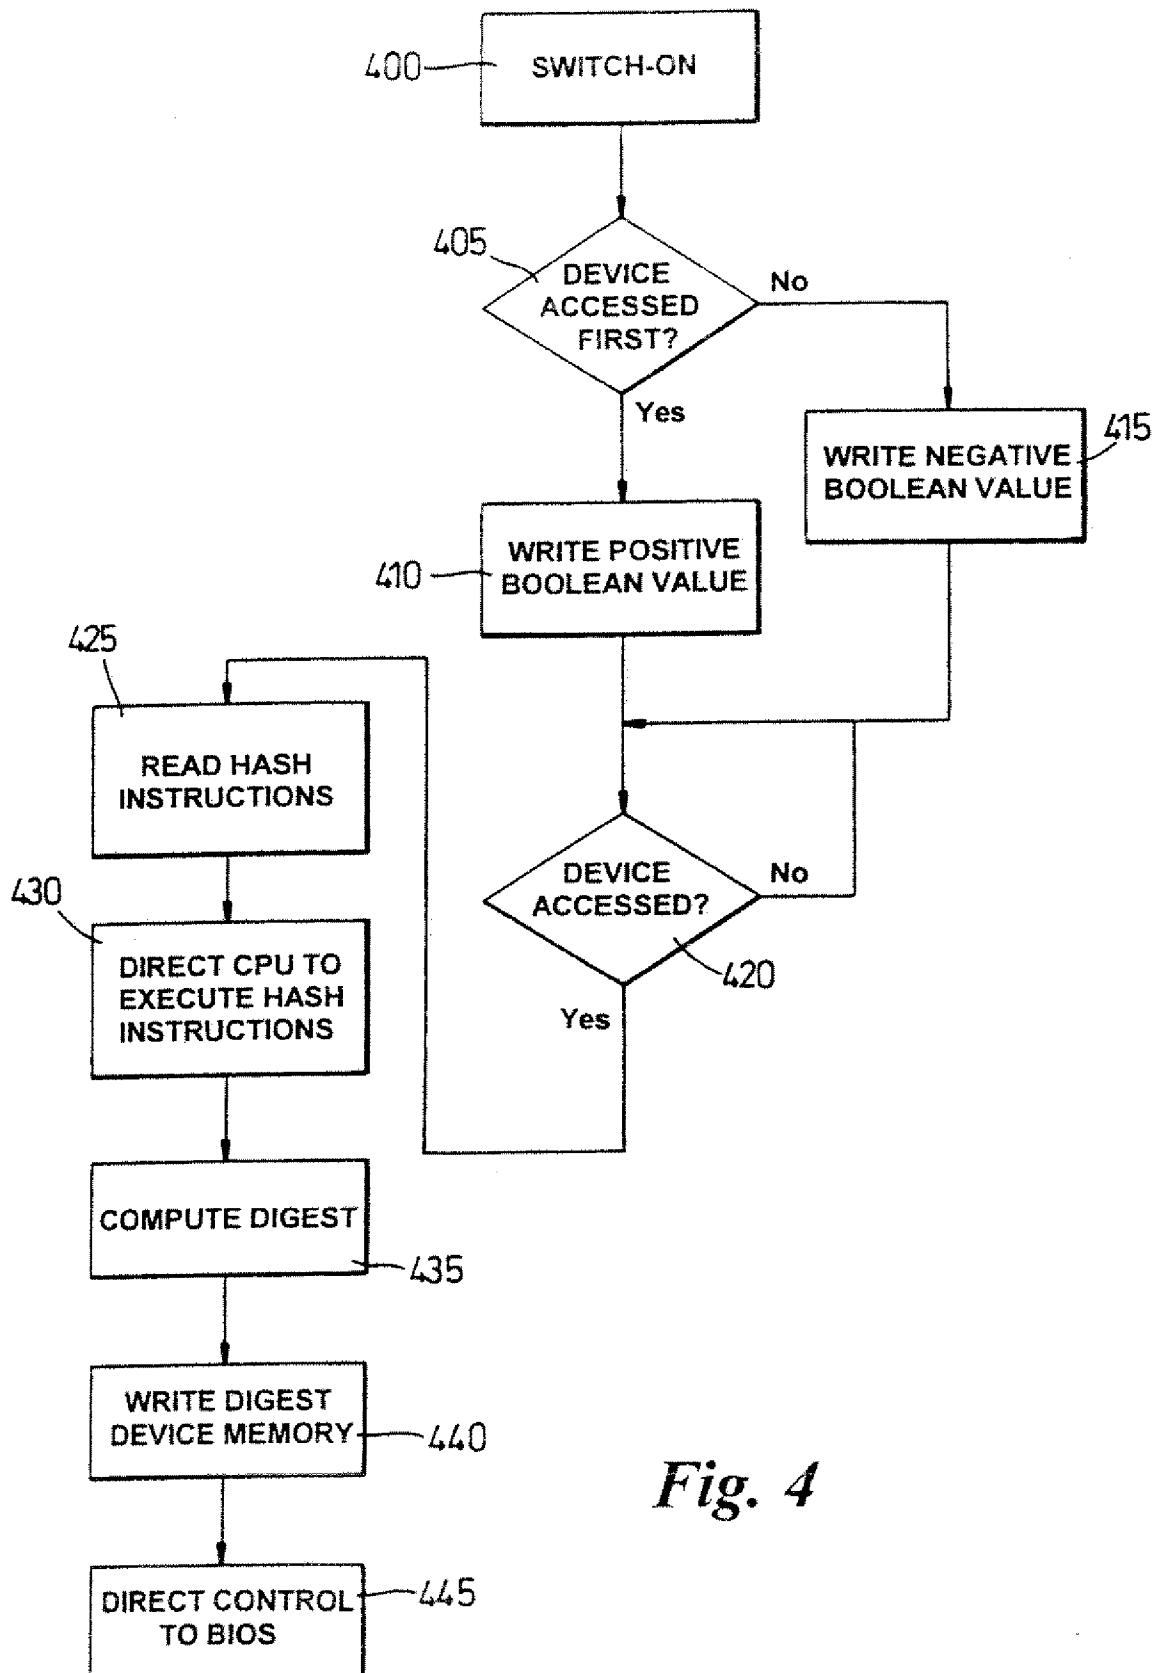 400
SWITCH-ON
405
DEVICE
ACCESSED
FIRST?
No
Yes
415
WRITE NEGATIVE
BOOLEAN VALUE
410
WRITE POSITIVE
BOOLEAN VALUE
425
READ HASH
INSTRUCTIONS
DEVICE
ACCESSED?
No
420
Yes
430
DIRECT CPU TO
EXECUTE HASH
INSTRUCTIONS
COMPUTE DIGEST
435
WRITE DIGEST
DEVICE MEMORY
440
Fig. 4
DIRECT CONTROL
TO BIOS
445